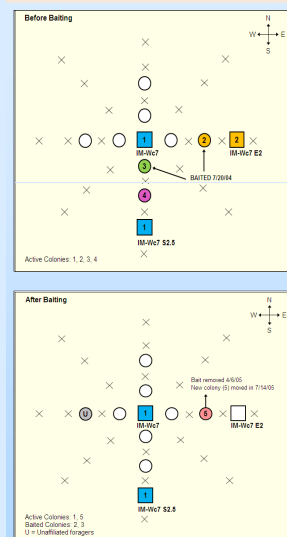 Before Baiting
N
W E
S
1 2 2
IM-Wc7 IM-Wc7 E2
3
BAITED 7/20/04
4
1
IM-Wc7 S2.5
Active Colonies: 1, 2, 3, 4
After Baiting
N
W E
S
Bait removed 4/6/05
New colony (5) moved in 7/14/05
U 1 5
IM-Wc7 IM-Wc7 E2
1
IM-Wc7 S2.5
Active Colonies: 1, 5
Baited Colonies: 2, 3
U = Unaffiliated foragers